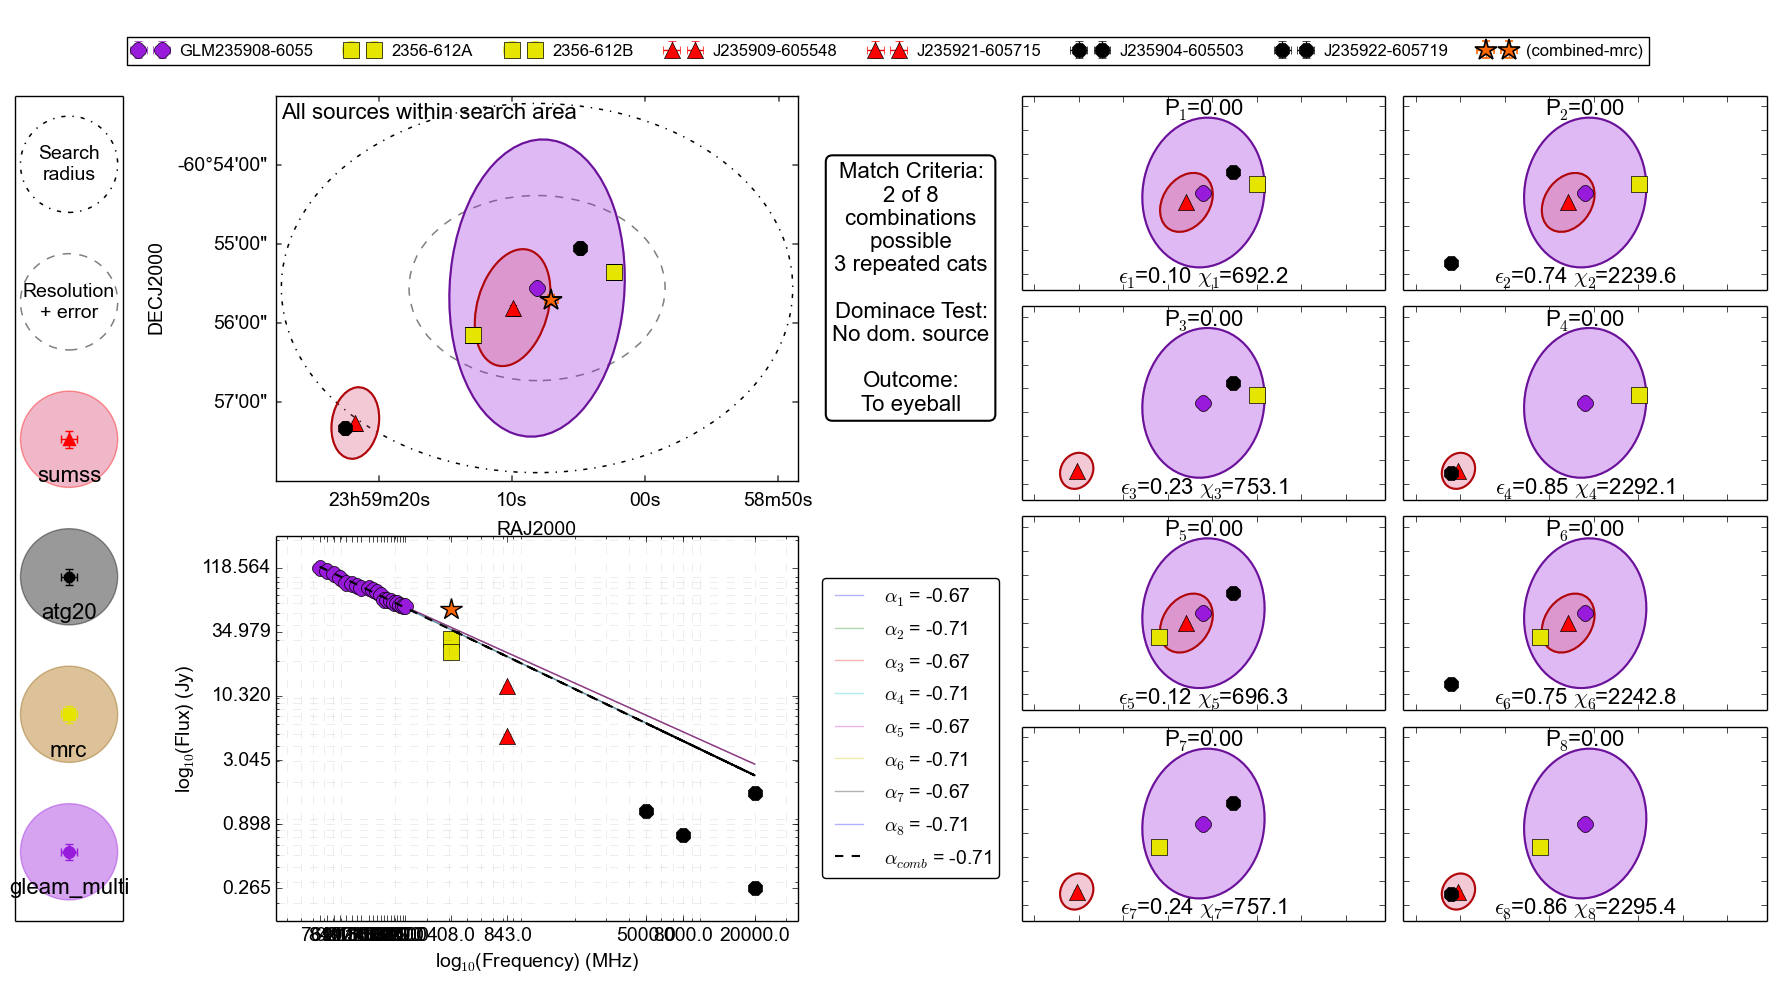 GLM235908-6055 2356-612A 2356-612B J235909-605548 J235921-605715 J235904-605503 J235922-605719 (combined-mrc)
Search
radius
Resolution
+ error
sumss
atg20
mrc
gleam_multi
All sources within search area
DECJ2000
-60°54'00"
55'00"
56'00"
57'00"
23h59m20s 10s 00s 58m50s
RAJ2000
Match Criteria:
2 of 8
combinations
possible
3 repeated cats
Dominace Test:
No dom. source
Outcome:
To eyeball
log10(Flux) (Jy)
118.564
34.979
10.320
3.045
0.898
0.265
408.0 843.0 5000.0 8000.0 20000.0
log10(Frequency) (MHz)
α1 = -0.67
α2 = -0.71
α3 = -0.67
α4 = -0.71
α5 = -0.67
α6 = -0.71
α7 = -0.67
α8 = -0.71
αcomb = -0.71
P1=0.00
ϵ1=0.10 χ1=692.2
P2=0.00
ϵ2=0.74 χ2=2239.6
P3=0.00
ϵ3=0.23 χ3=753.1
P4=0.00
ϵ4=0.85 χ4=2292.1
P5=0.00
ϵ5=0.12 χ5=696.3
P6=0.00
ϵ6=0.75 χ6=2242.8
P7=0.00
ϵ7=0.24 χ7=757.1
P8=0.00
ϵ8=0.86 χ8=2295.4